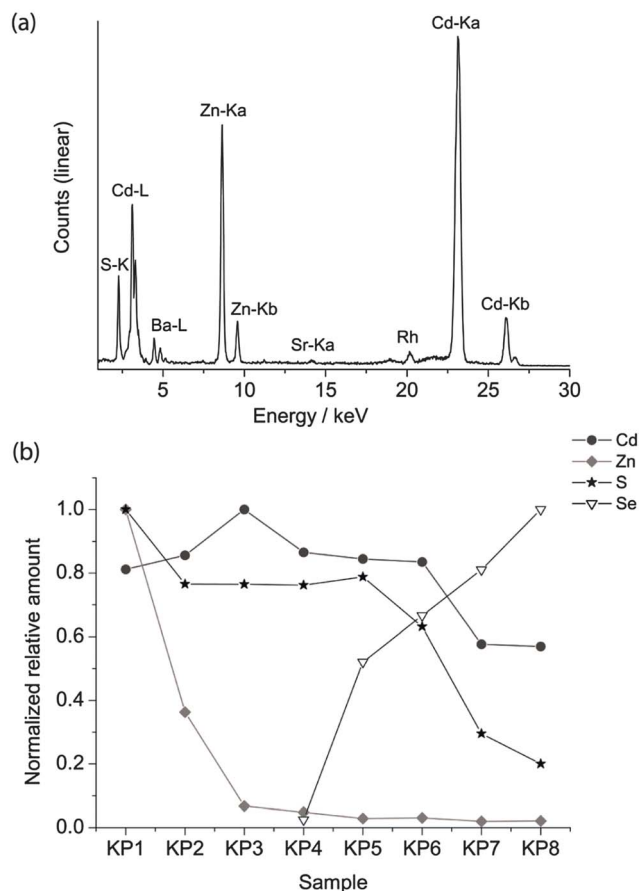 (a)
Cd-Ka
Zn-Ka
Cd-L
S-K
Ba-L
Zn-Kb
Sr-Ka
Rh
Cd-Kb
Counts (linear)
5 10 15 20 25 30
Energy / keV
(b)
Cd
Zn
S
Se
1.0
0.8
0.6
0.4
0.2
0.0
Normalized relative amount
KP1 KP2 KP3 KP4 KP5 KP6 KP7 KP8
Sample